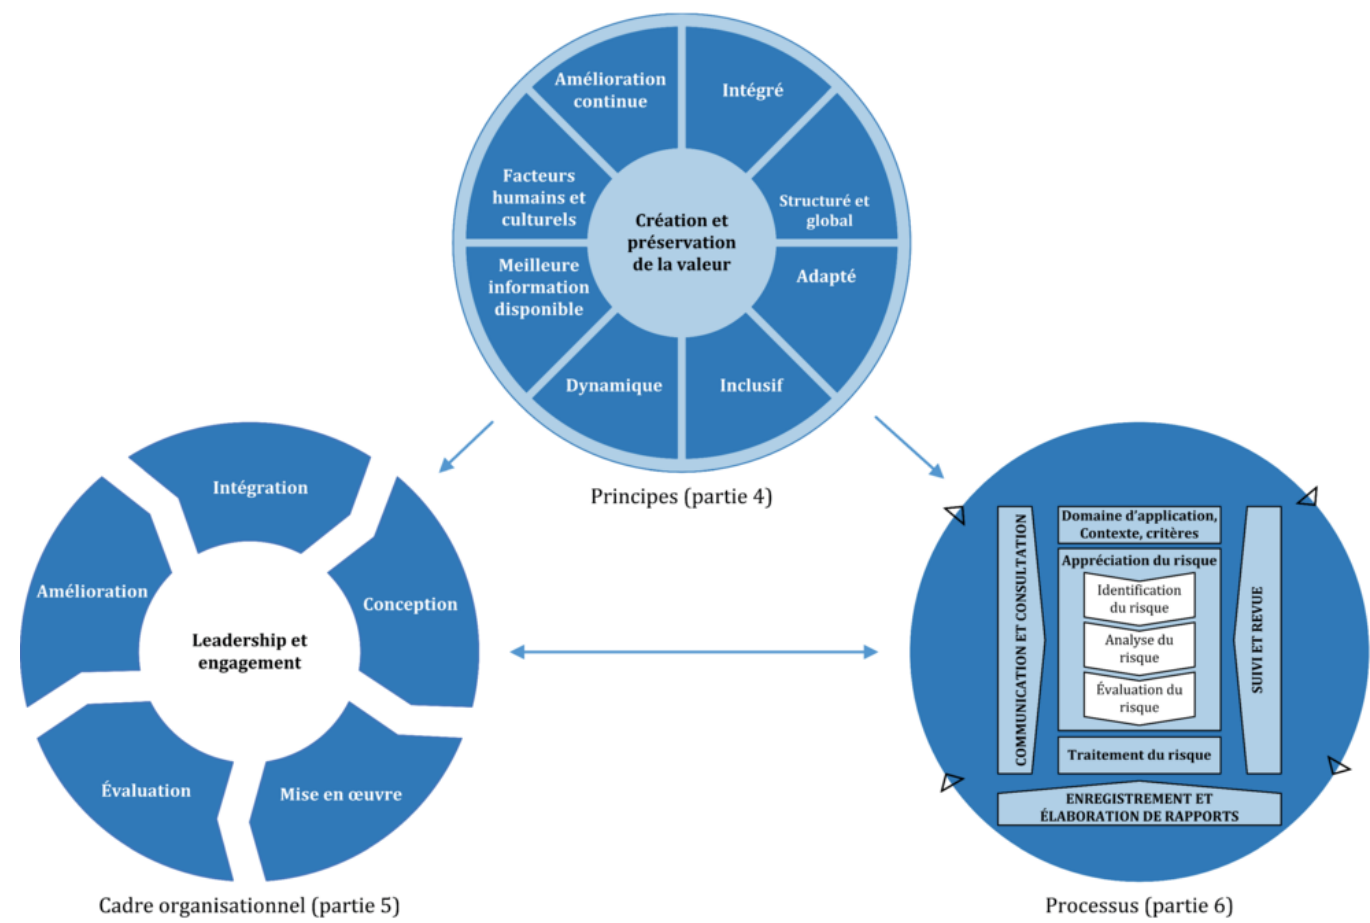 Amélioration
continue
Intégré
Structuré et
global
Adapté
Inclusif
Dynamique
Meilleure
information
disponible
Facteurs
humains et
culturels
Création et
préservation
de la valeur
Principes (partie 4)
Intégration
Conception
Mise en œuvre
Évaluation
Amélioration
Leadership et
engagement
Cadre organisationnel (partie 5)
COMMUNICATION ET CONSULTATION
Domaine d'application,
Contexte, critères
Appréciation du risque
Identification
du risque
Analyse du
risque
Évaluation du
risque
Traitement du risque
SUIVI ET REVUE
ENREGISTREMENT ET
ÉLABORATION DE RAPPORTS
Processus (partie 6)